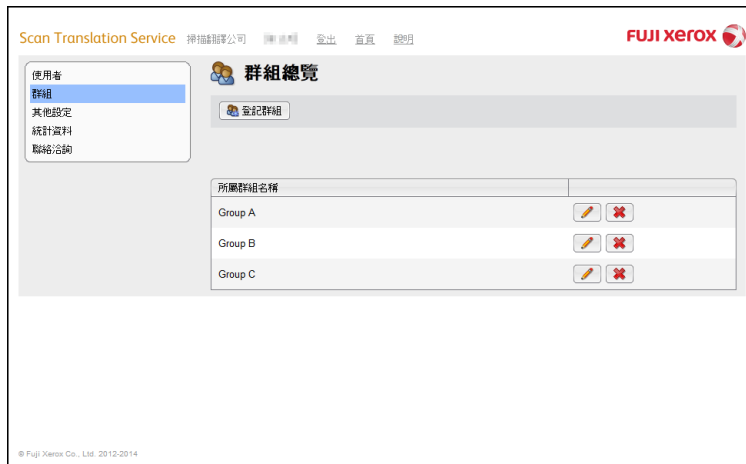 Scan Translation Service 掃描翻譯公司 登出 首頁 說明
FUJI xerox
使用者
群組
其他設定
統計資料
聯絡洽詢
群組總覽
登記群組
所屬群組名稱
Group A
Group B
Group C
© Fuji Xerox Co., Ltd. 2012-2014